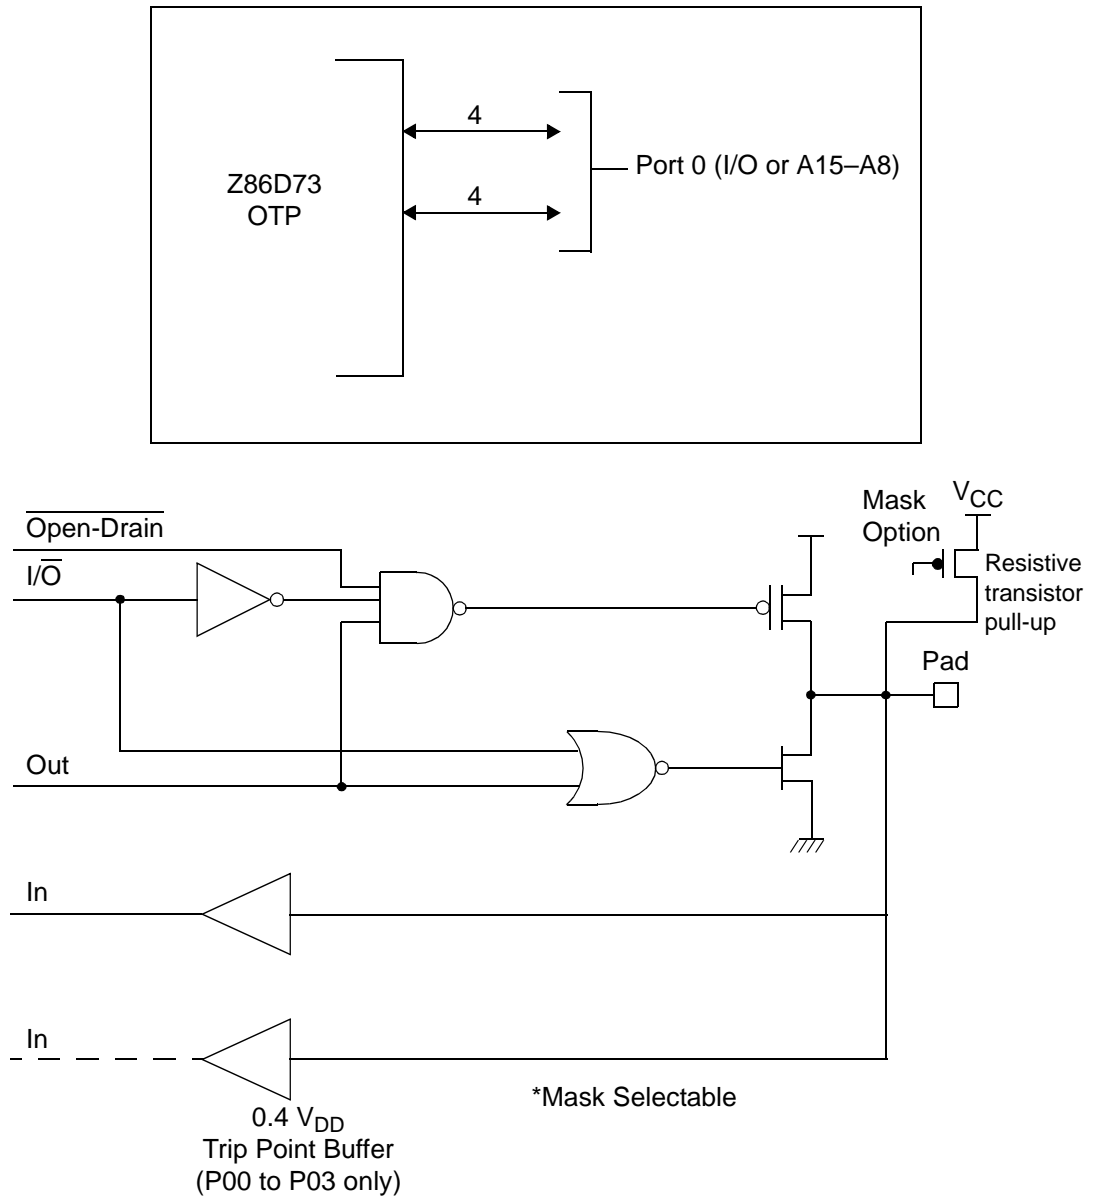 4
Port 0 (I/O or A15–A8)
Z86D73
OTP
4
Open-Drain
I/O
Mask
Option
VCC
Resistive
transistor
pull-up
Pad
Out
In
In
*Mask Selectable
0.4 VDD
Trip Point Buffer
(P00 to P03 only)